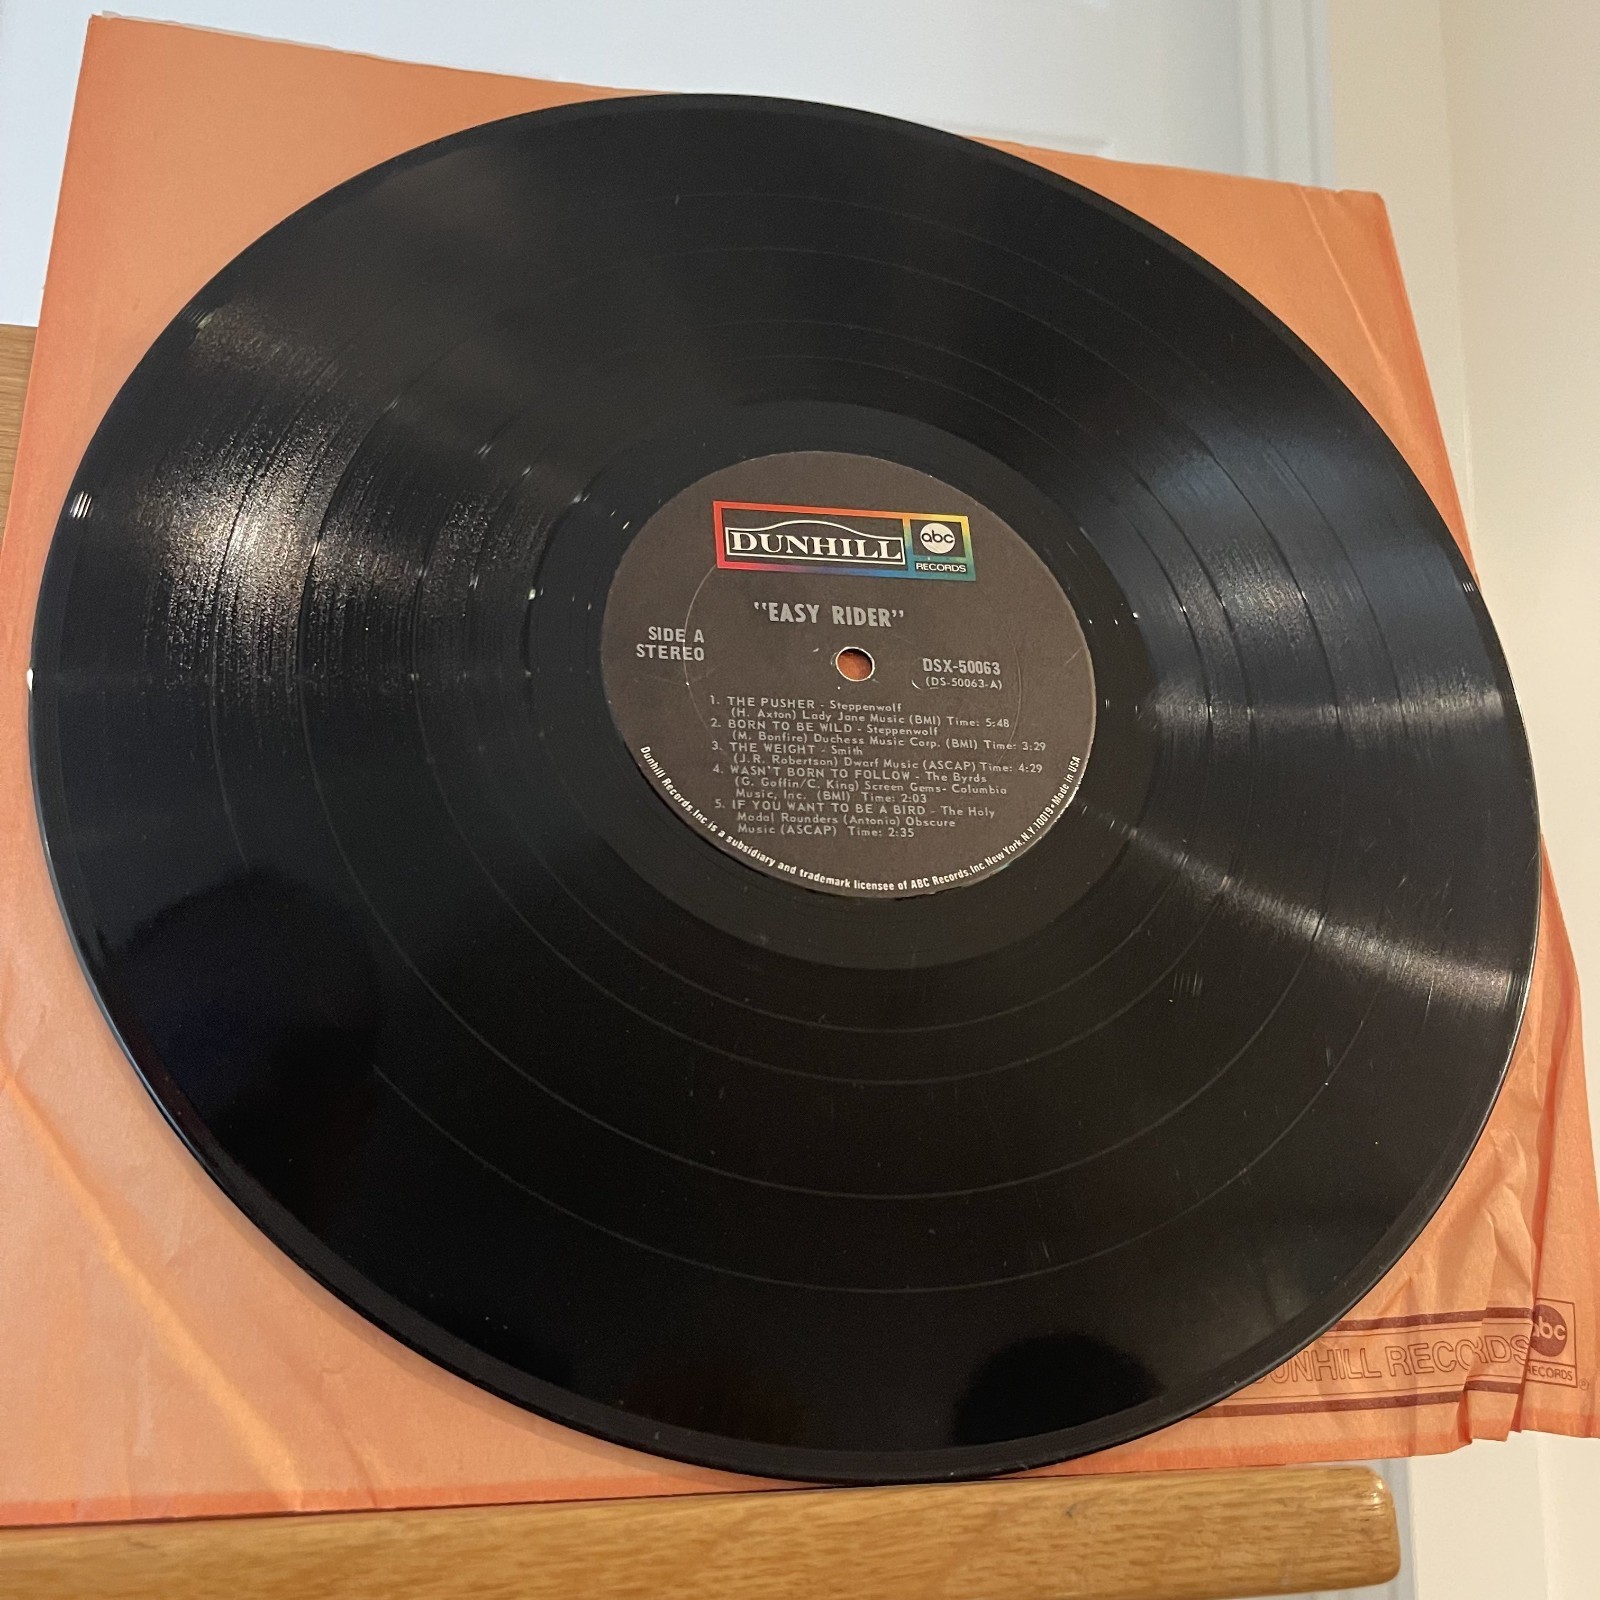 DUNHILL
abc
RECORDS
"EASY RIDER"
SIDE A
STEREO
DSX-50063
(DS-50063-A)
1. THE PUSHER - Steppenwolf
(H. Axton) Lady Jane Music (BMI) Time: 5:48
2. BORN TO BE WILD - Steppenwolf
(M. Bonfire) Duchess Music Corp. (BMI) Time: 3:29
3. THE WEIGHT - Smith
(J.R. Robertson) Dwarf Music (ASCAP) Time: 4:29
4. WASN'T BORN TO FOLLOW - The Byrds
(G. Goffin/C. King) Screen Gems- Columbia
Music, Inc. (BMI) Time: 2:03
5. IF YOU WANT TO BE A BIRD - The Holy
Modal Rounders (Antonia) Obscure
Music (ASCAP) Time: 2:35
Dunhill Records, Inc is a subsidiary and trademark licensee of ABC Records, Inc New York, N.Y. 10019 • Made in USA
DUNHILL RECORDS
abc
RECORDS
®